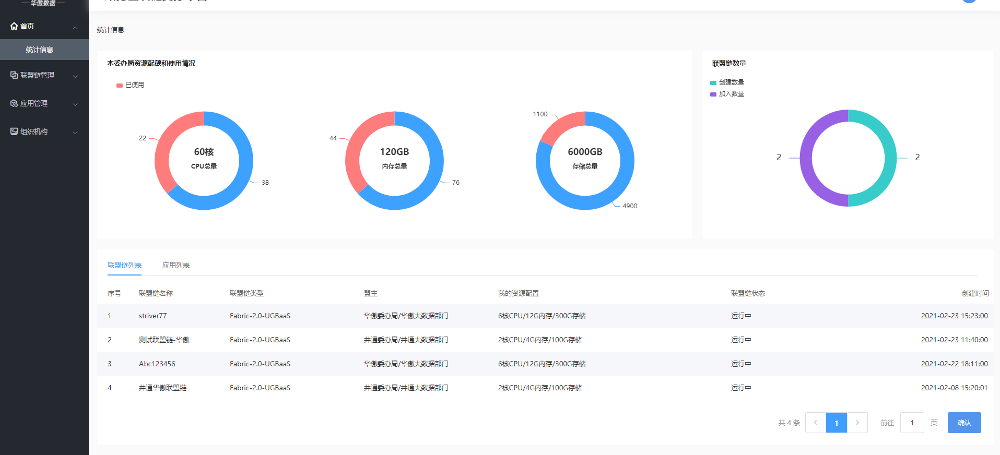 华傲数据
首页
统计信息
联盟链管理
应用管理
组织机构
统计信息
本委办局资源配额和使用情况
已使用
22
60核
CPU总量
38
44
120GB
内存总量
76
1100
6000GB
存储总量
4900
联盟链数量
创建数量
加入数量
2
2
联盟链列表 应用列表
序号 联盟链名称 联盟链类型 盟主 我的资源配置 联盟链状态 创建时间
1 striver77 Fabric-2.0-UGBaaS 华傲委办局/华傲大数据部门 6核CPU/12G内存/300G存储 运行中 2021-02-23 15:23:00
2 测试联盟链-华傲 Fabric-2.0-UGBaaS 井通委办局/井通大数据部门 2核CPU/4G内存/100G存储 运行中 2021-02-23 11:40:00
3 Abc123456 Fabric-2.0-UGBaaS 华傲委办局/华傲大数据部门 6核CPU/12G内存/300G存储 运行中 2021-02-22 18:11:00
4 井通华傲联盟链 Fabric-2.0-UGBaaS 井通委办局/井通大数据部门 2核CPU/4G内存/100G存储 运行中 2021-02-08 15:20:01
共 4 条 1 前往 1 页 确认